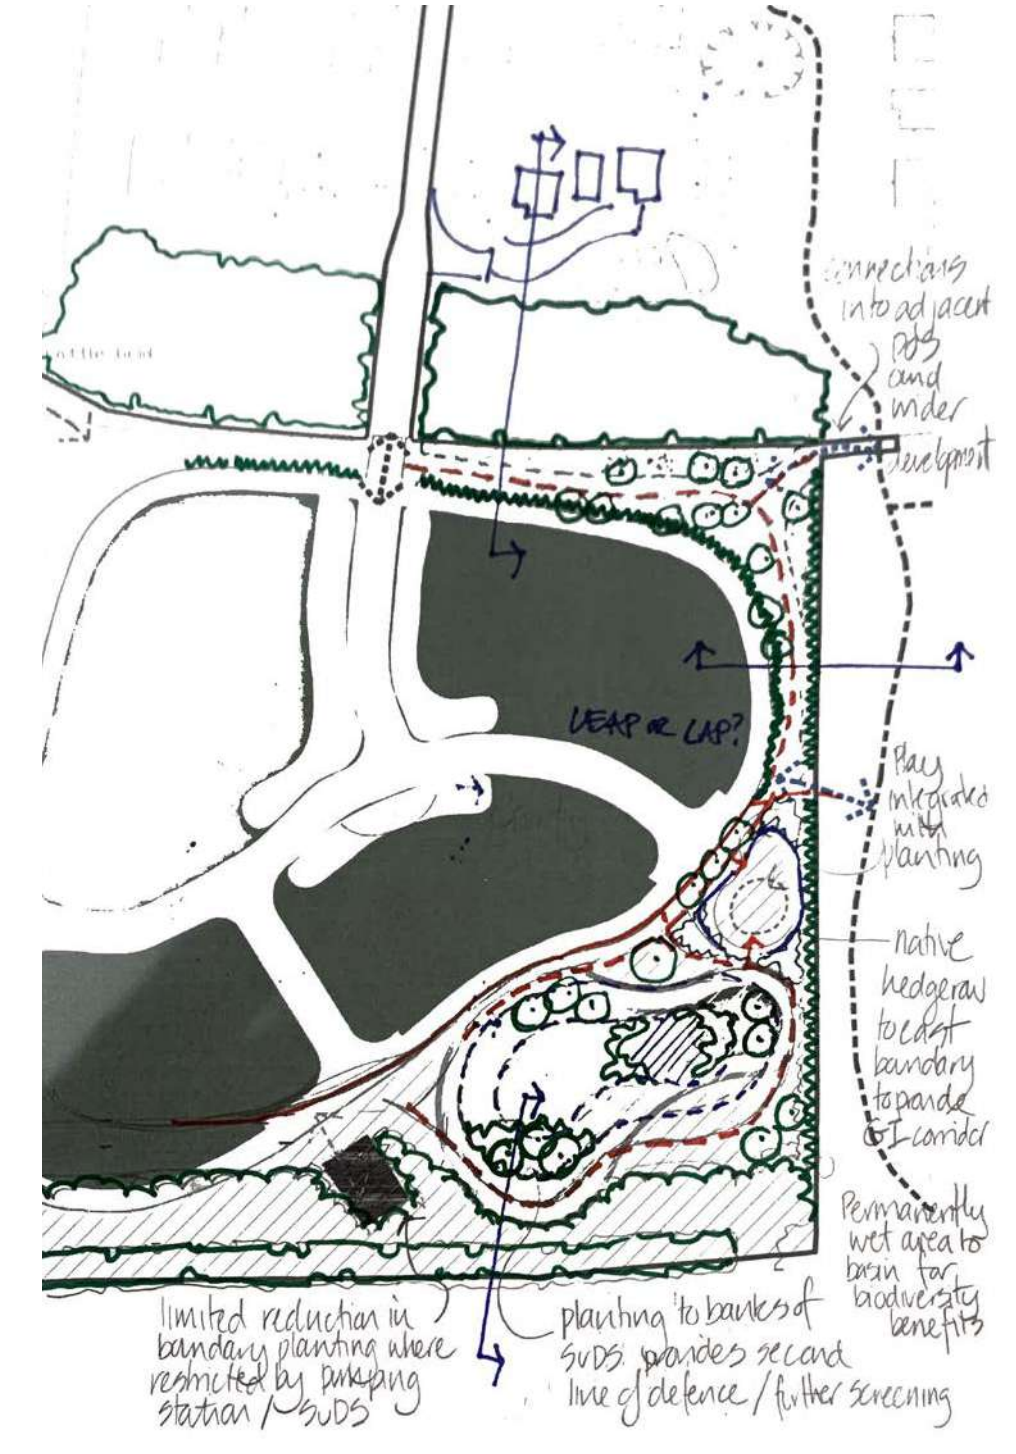 connections
into adjacent
POS
and
wider
development
LEAP or LAP?
Play
integrated
with
planting
native
hedgerow
to east
boundary
to provide
GI corridor
Permanently
wet area to
basin for
biodiversity
benefits
limited reduction in
boundary planting where
restricted by pumping
station / SuDS
planting to banks of
SuDS provides second
line of defence / further screening